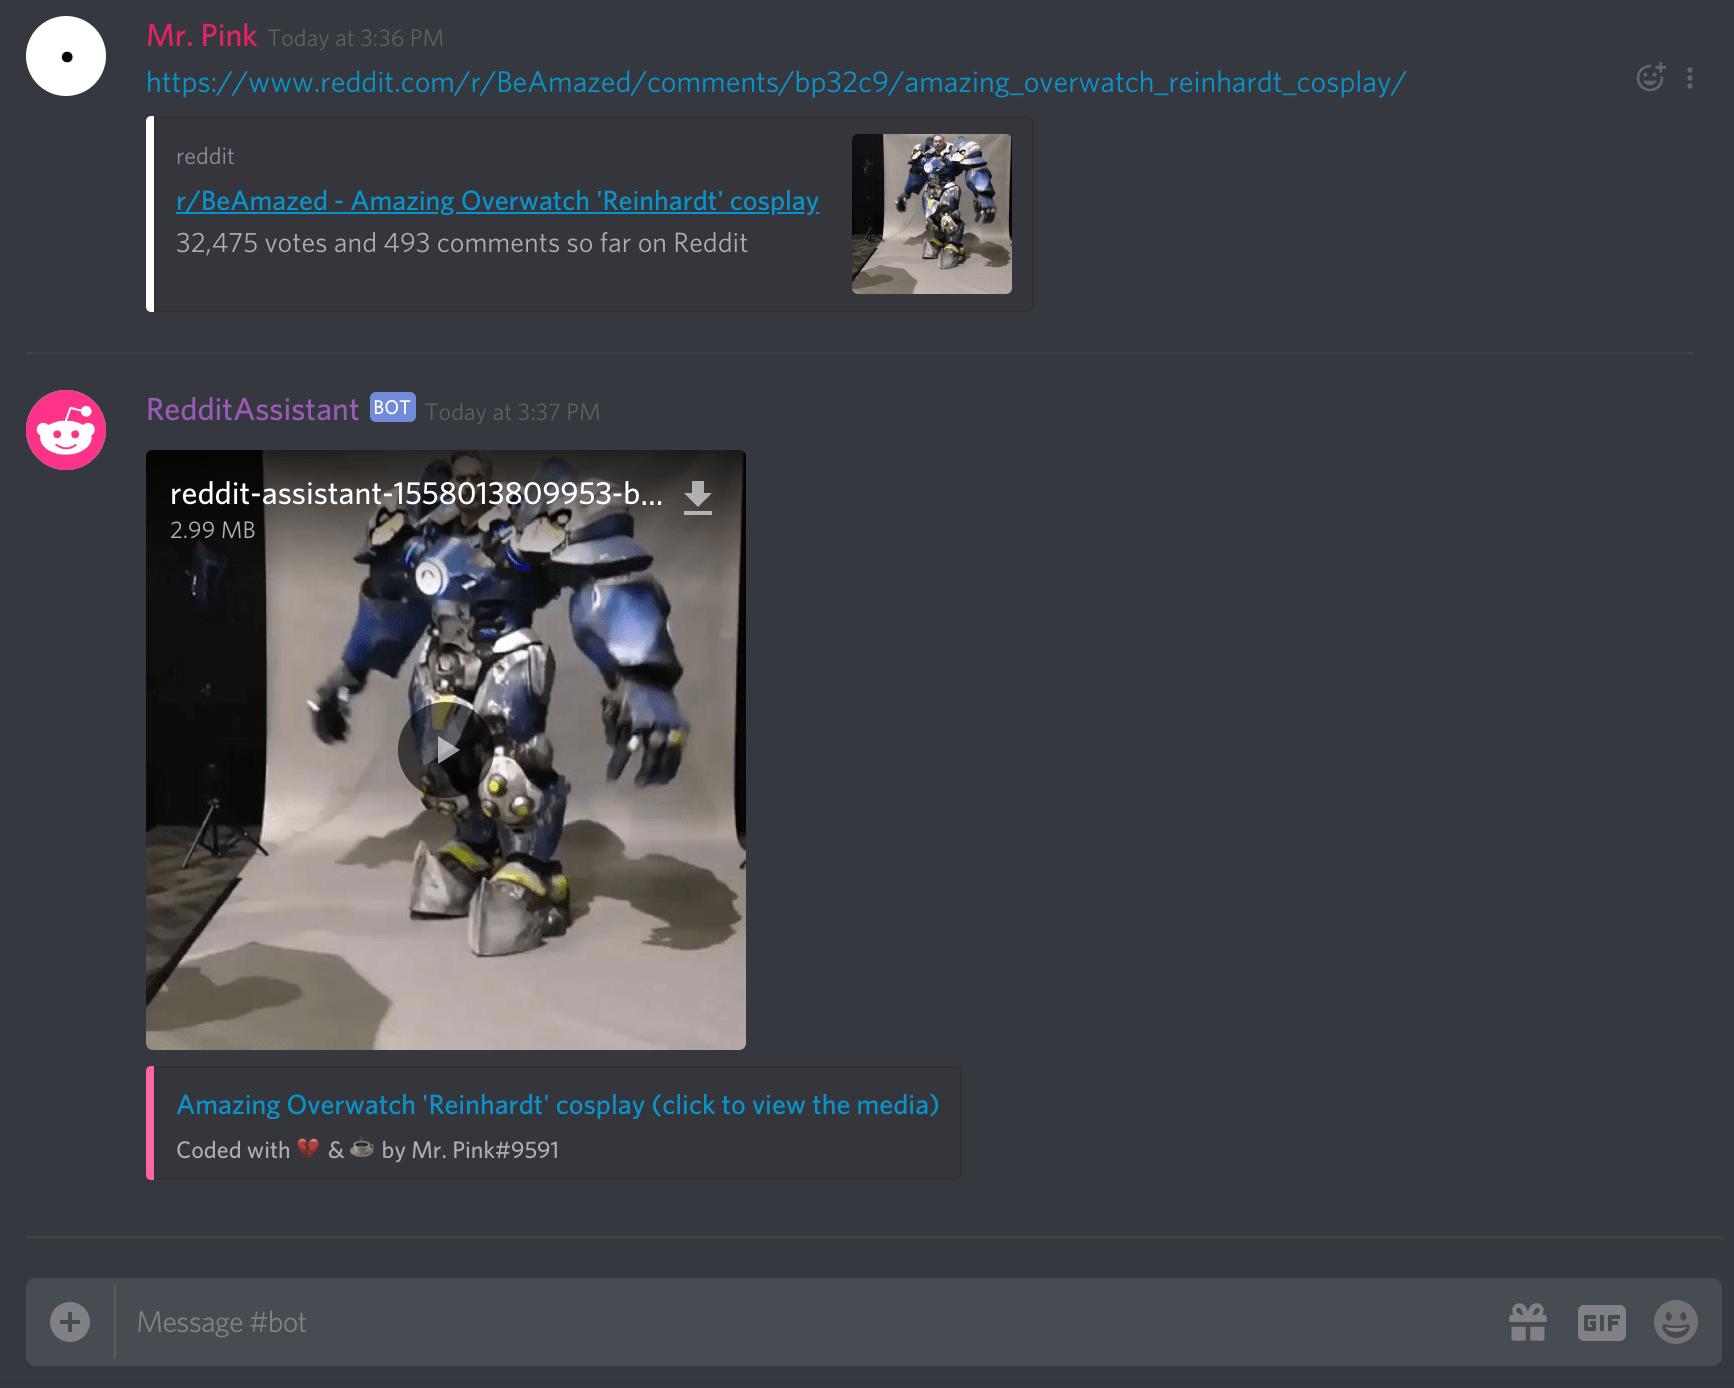 Mr. Pink Today at 3:36 PM
https://www.reddit.com/r/BeAmazed/comments/bp32c9/amazing_overwatch_reinhardt_cosplay/
reddit
r/BeAmazed - Amazing Overwatch 'Reinhardt' cosplay
32,475 votes and 493 comments so far on Reddit
RedditAssistant BOT Today at 3:37 PM
reddit-assistant-1558013809953-b...
2.99 MB
Amazing Overwatch 'Reinhardt' cosplay (click to view the media)
Coded with 💔 & ☕ by Mr. Pink#9591
Message #bot
GIF